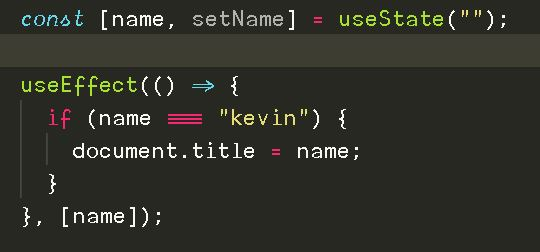 const [name, setName] = useState("");
useEffect(() => {
if (name === "kevin") {
document.title = name;
}
}, [name]);